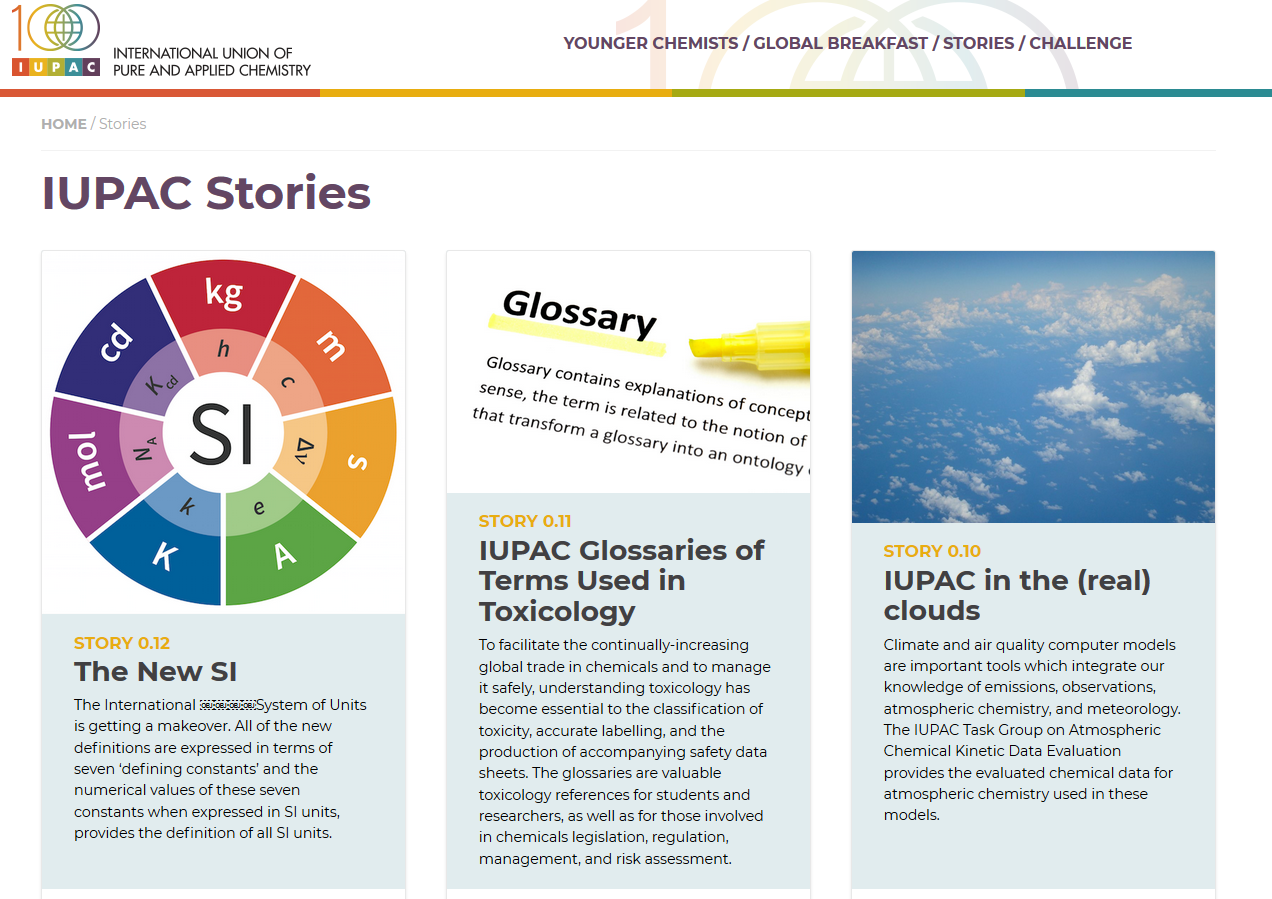 100
IUPAC
INTERNATIONAL UNION OF
PURE AND APPLIED CHEMISTRY
YOUNGER CHEMISTS / GLOBAL BREAKFAST / STORIES / CHALLENGE
HOME / Stories
IUPAC Stories
kg
m
s
A
K
mol
cd
h
c
Δν
e
k
NA
Kcd
SI
STORY 0.12
The New SI
The International System of Units
is getting a makeover. All of the new
definitions are expressed in terms of
seven ‘defining constants’ and the
numerical values of these seven
constants when expressed in SI units,
provides the definition of all SI units.
Glossary
Glossary contains explanations of concept
sense, the term is related to the notion of
that transform a glossary into an ontology
STORY 0.11
IUPAC Glossaries of
Terms Used in
Toxicology
To facilitate the continually-increasing
global trade in chemicals and to manage
it safely, understanding toxicology has
become essential to the classification of
toxicity, accurate labelling, and the
production of accompanying safety data
sheets. The glossaries are valuable
toxicology references for students and
researchers, as well as for those involved
in chemicals legislation, regulation,
management, and risk assessment.
STORY 0.10
IUPAC in the (real)
clouds
Climate and air quality computer models
are important tools which integrate our
knowledge of emissions, observations,
atmospheric chemistry, and meteorology.
The IUPAC Task Group on Atmospheric
Chemical Kinetic Data Evaluation
provides the evaluated chemical data for
atmospheric chemistry used in these
models.